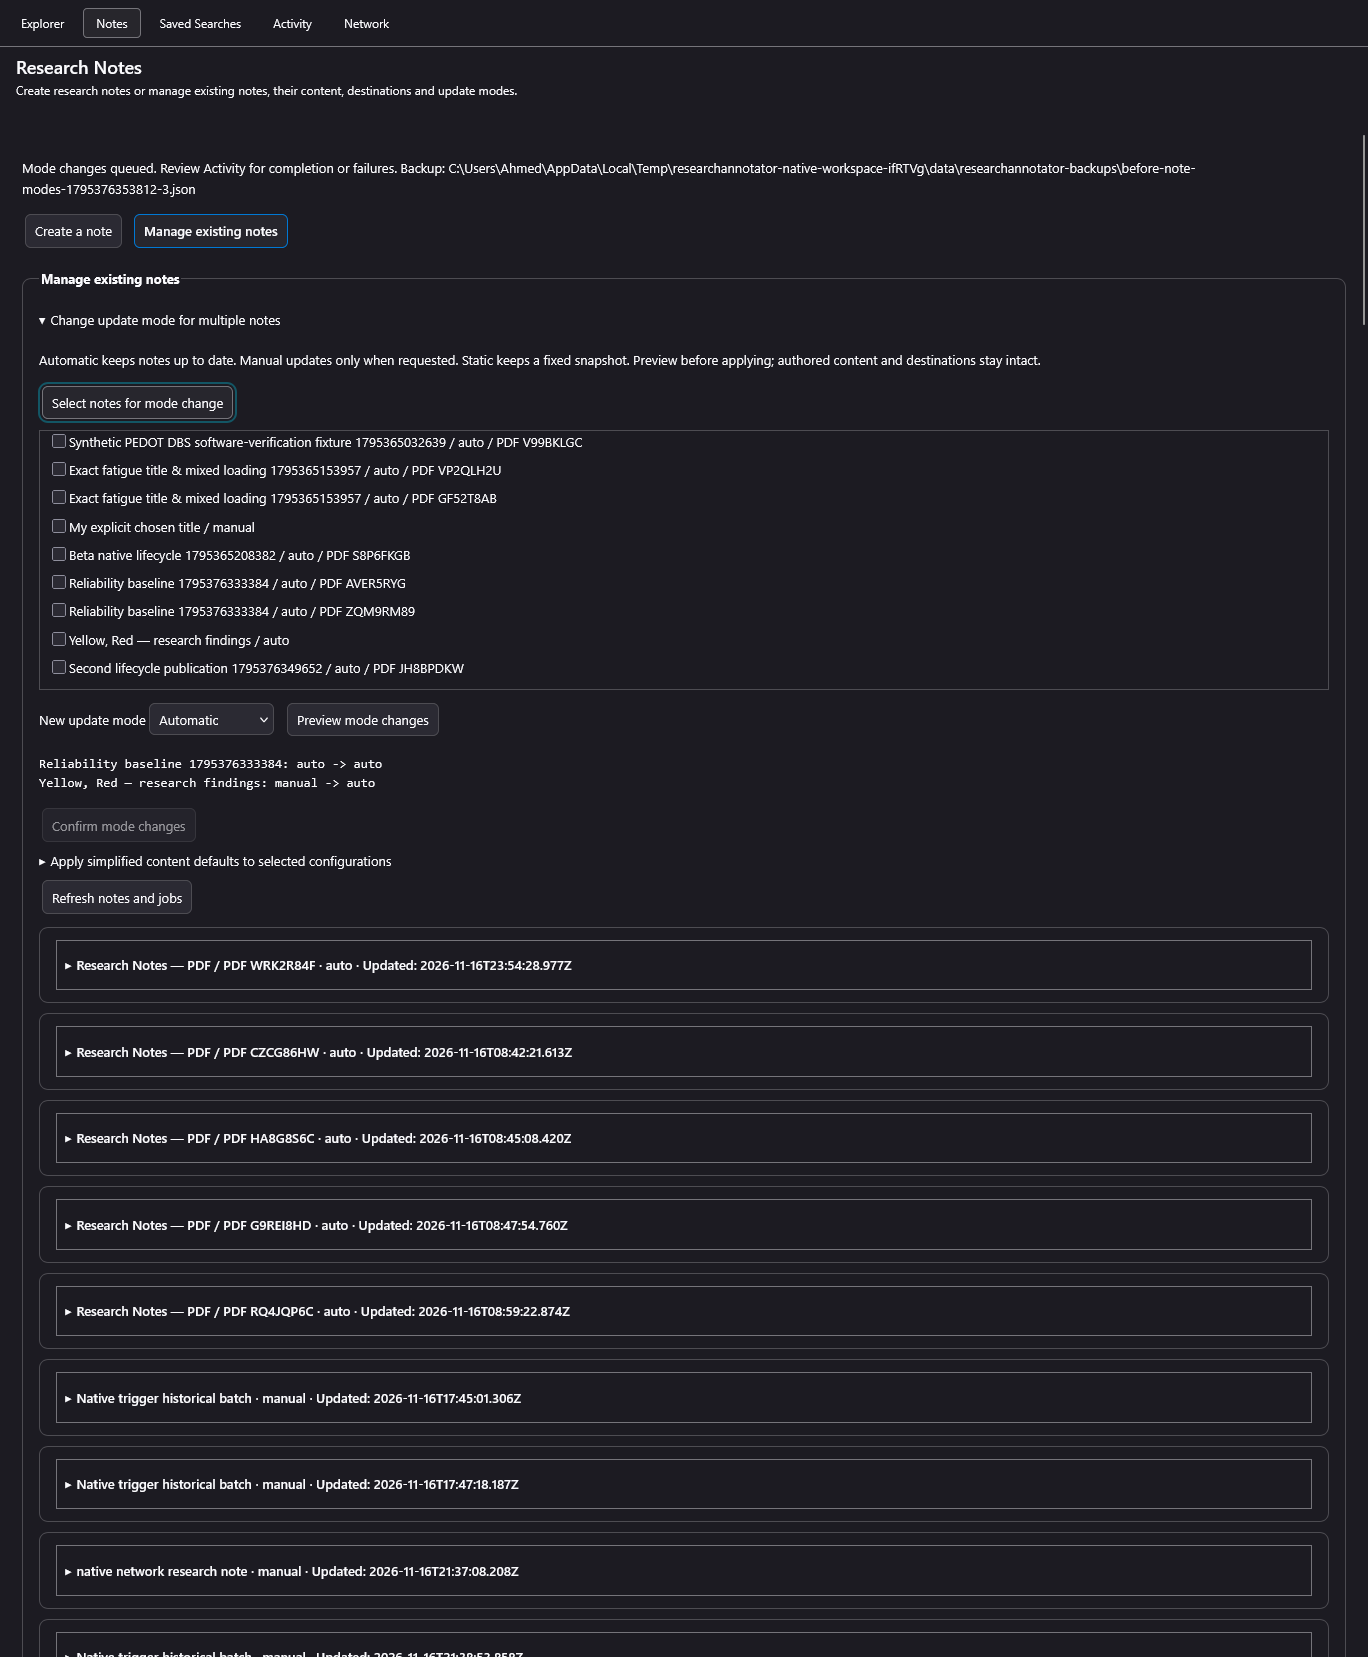 Explorer Notes Saved Searches Activity Network
Research Notes
Create research notes or manage existing notes, their content, destinations and update modes.
Mode changes queued. Review Activity for completion or failures. Backup: C:\Users\Ahmed\AppData\Local\Temp\researchannotator-native-workspace-ifRTVg\data\researchannotator-backups\before-note-
modes-1795376353812-3.json
Create a note Manage existing notes
Manage existing notes
▾ Change update mode for multiple notes
Automatic keeps notes up to date. Manual updates only when requested. Static keeps a fixed snapshot. Preview before applying; authored content and destinations stay intact.
Select notes for mode change
Synthetic PEDOT DBS software-verification fixture 1795365032639 / auto / PDF V99BKLGC
Exact fatigue title & mixed loading 1795365153957 / auto / PDF VP2QLH2U
Exact fatigue title & mixed loading 1795365153957 / auto / PDF GF52T8AB
My explicit chosen title / manual
Beta native lifecycle 1795365208382 / auto / PDF S8P6FKGB
Reliability baseline 1795376333384 / auto / PDF AVER5RYG
Reliability baseline 1795376333384 / auto / PDF ZQM9RM89
Yellow, Red — research findings / auto
Second lifecycle publication 1795376349652 / auto / PDF JH8BPDKW
New update mode Automatic Preview mode changes
Reliability baseline 1795376333384: auto -> auto
Yellow, Red — research findings: manual -> auto
Confirm mode changes
▸ Apply simplified content defaults to selected configurations
Refresh notes and jobs
▸ Research Notes — PDF / PDF WRK2R84F · auto · Updated: 2026-11-16T23:54:28.977Z
▸ Research Notes — PDF / PDF CZCG86HW · auto · Updated: 2026-11-16T08:42:21.613Z
▸ Research Notes — PDF / PDF HA8G8S6C · auto · Updated: 2026-11-16T08:45:08.420Z
▸ Research Notes — PDF / PDF G9REI8HD · auto · Updated: 2026-11-16T08:47:54.760Z
▸ Research Notes — PDF / PDF RQ4JQP6C · auto · Updated: 2026-11-16T08:59:22.874Z
▸ Native trigger historical batch · manual · Updated: 2026-11-16T17:45:01.306Z
▸ Native trigger historical batch · manual · Updated: 2026-11-16T17:47:18.187Z
▸ native network research note · manual · Updated: 2026-11-16T21:37:08.208Z
▸ Native trigger historical batch · manual · Updated: 2026-11-16T21:38:53.858Z